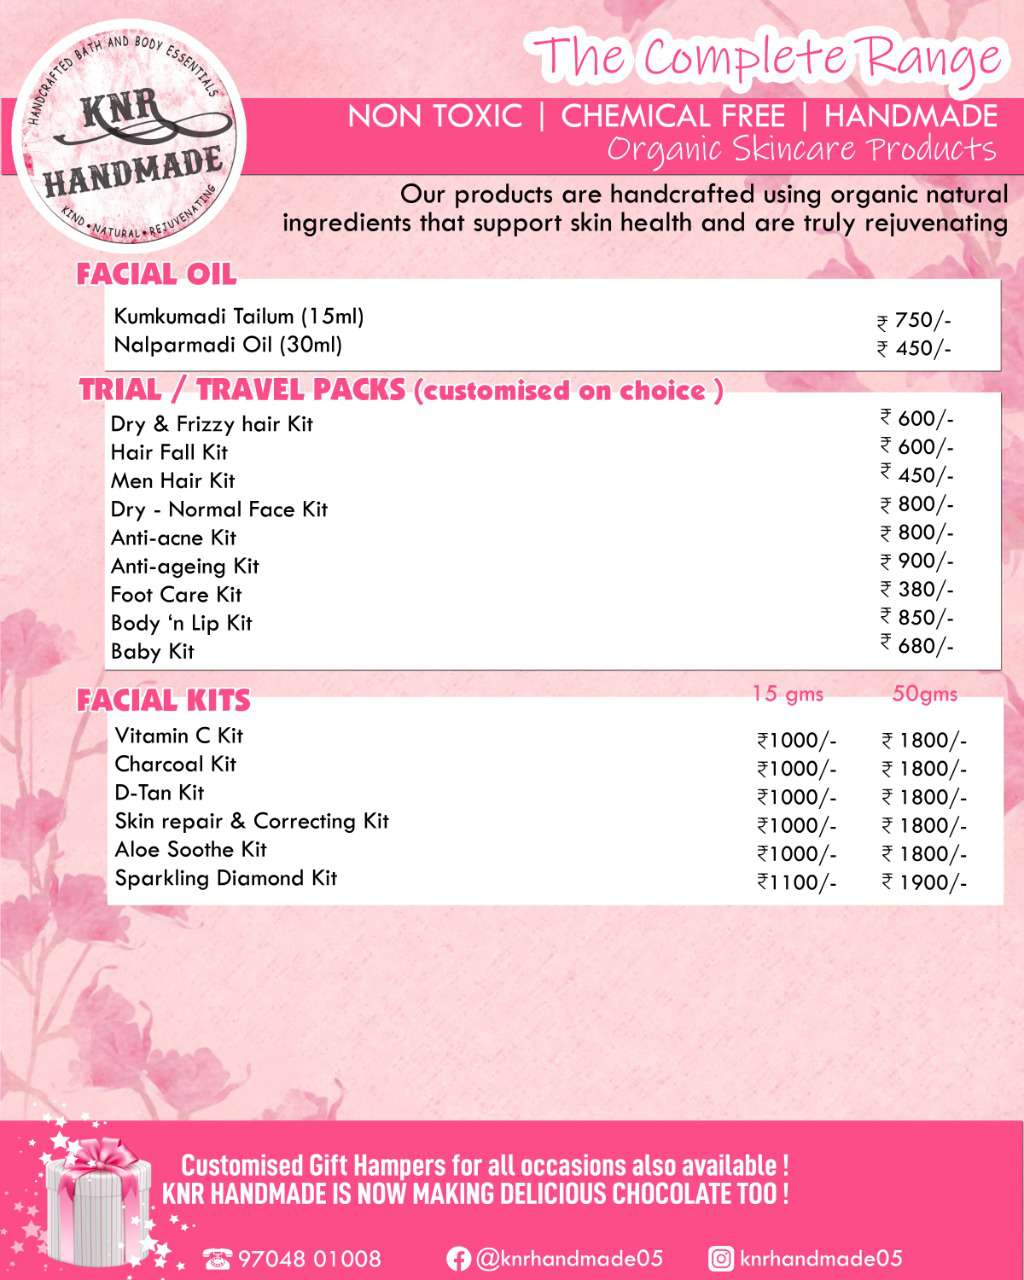 HANDCRAFTED BATH AND BODY ESSENTIALS
KNR
HANDMADE
KIND • NATURAL • REJUVENATING
The Complete Range
NON TOXIC | CHEMICAL FREE | HANDMADE
Organic Skincare Products
Our products are handcrafted using organic natural
ingredients that support skin health and are truly rejuvenating
FACIAL OIL
Kumkumadi Tailum (15ml) ₹ 750/-
Nalparmadi Oil (30ml) ₹ 450/-
TRIAL / TRAVEL PACKS (customised on choice )
Dry & Frizzy hair Kit ₹ 600/-
Hair Fall Kit ₹ 600/-
Men Hair Kit ₹ 450/-
Dry - Normal Face Kit ₹ 800/-
Anti-acne Kit ₹ 800/-
Anti-ageing Kit ₹ 900/-
Foot Care Kit ₹ 380/-
Body ‘n Lip Kit ₹ 850/-
Baby Kit ₹ 680/-
FACIAL KITS 15 gms 50gms
Vitamin C Kit ₹1000/- ₹ 1800/-
Charcoal Kit ₹1000/- ₹ 1800/-
D-Tan Kit ₹1000/- ₹ 1800/-
Skin repair & Correcting Kit ₹1000/- ₹ 1800/-
Aloe Soothe Kit ₹1000/- ₹ 1800/-
Sparkling Diamond Kit ₹1100/- ₹ 1900/-
Customised Gift Hampers for all occasions also available !
KNR HANDMADE IS NOW MAKING DELICIOUS CHOCOLATE TOO !
97048 01008 @knrhandmade05 knrhandmade05